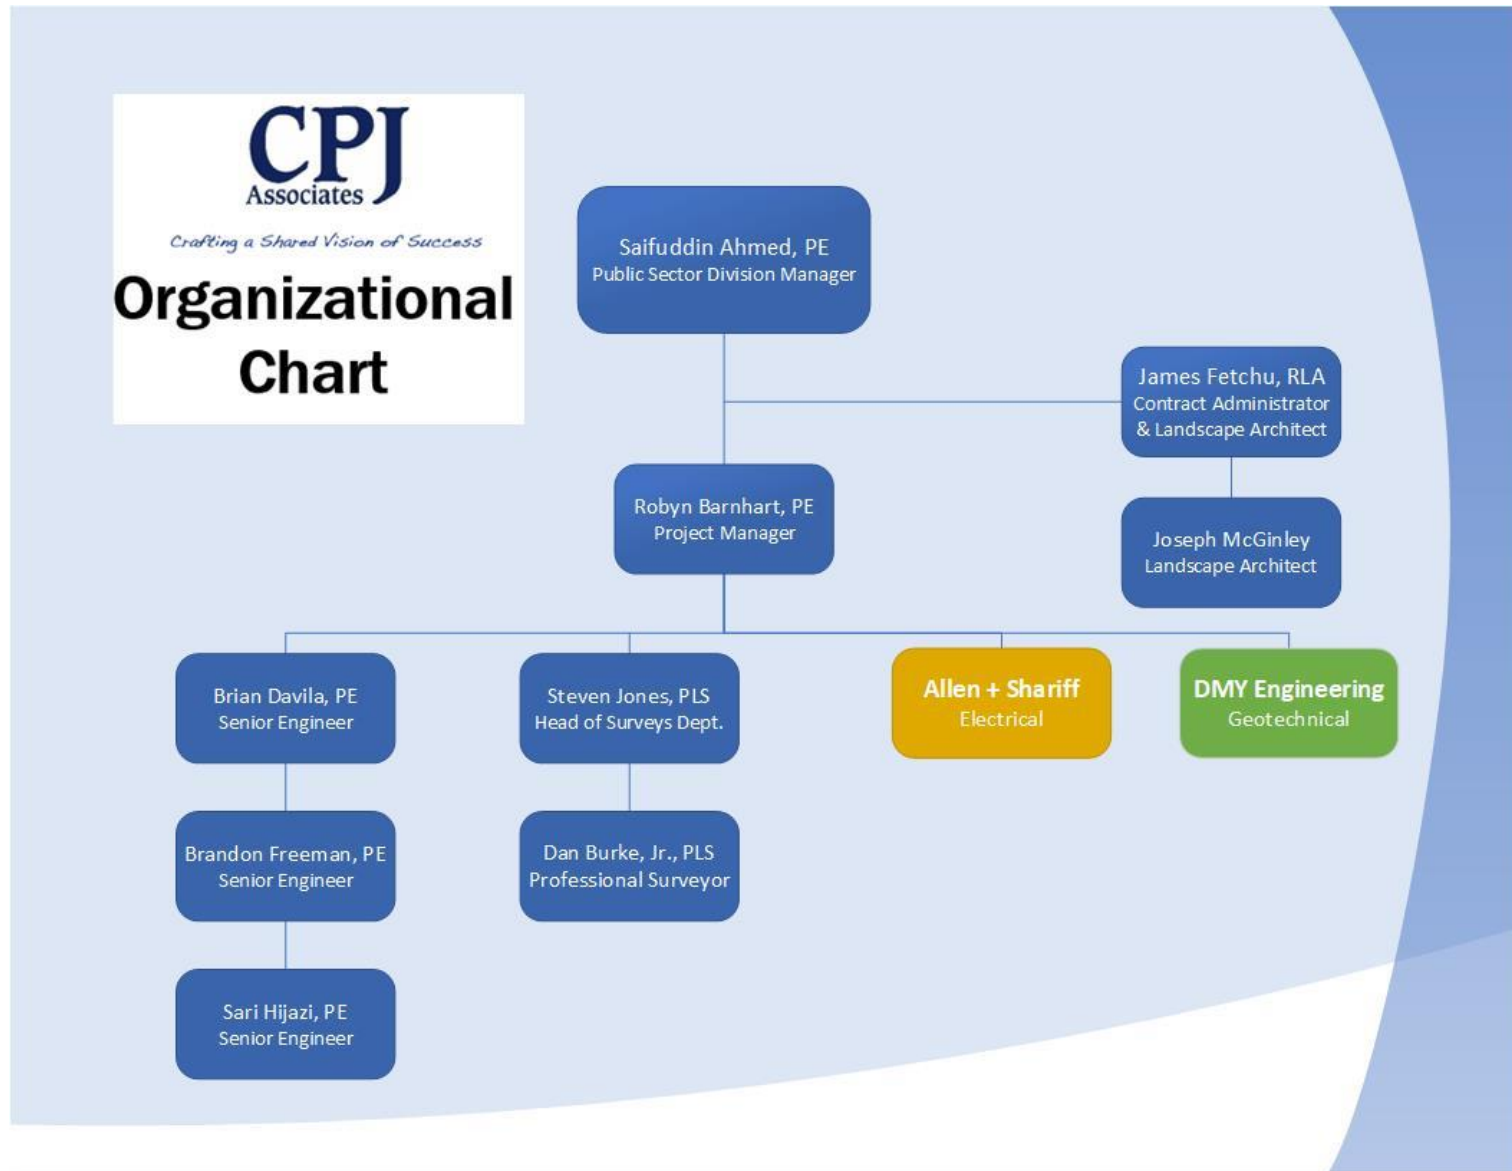 CPJ
Associates
Crafting a Shared Vision of Success
Organizational
Chart
Saifuddin Ahmed, PE
Public Sector Division Manager
James Fetchu, RLA
Contract Administrator
& Landscape Architect
Robyn Barnhart, PE
Project Manager
Joseph McGinley
Landscape Architect
Brian Davila, PE
Senior Engineer
Steven Jones, PLS
Head of Surveys Dept.
Allen + Shariff
Electrical
DMY Engineering
Geotechnical
Brandon Freeman, PE
Senior Engineer
Dan Burke, Jr., PLS
Professional Surveyor
Sari Hijazi, PE
Senior Engineer